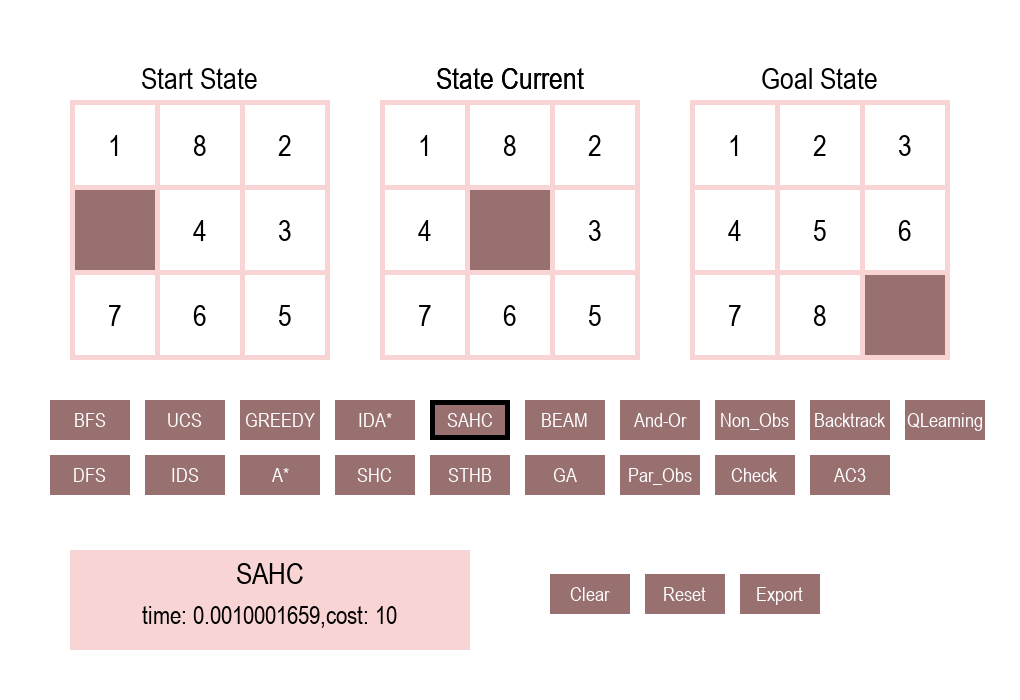 Start State State Current Goal State
1 8 2 1 8 2 1 2 3
4 3 4 3 4 5 6
7 6 5 7 6 5 7 8
BFS UCS GREEDY IDA* SAHC BEAM And-Or Non_Obs Backtrack QLearning
DFS IDS A* SHC STHB GA Par_Obs Check AC3
SAHC
time: 0.0010001659,cost: 10
Clear Reset Export